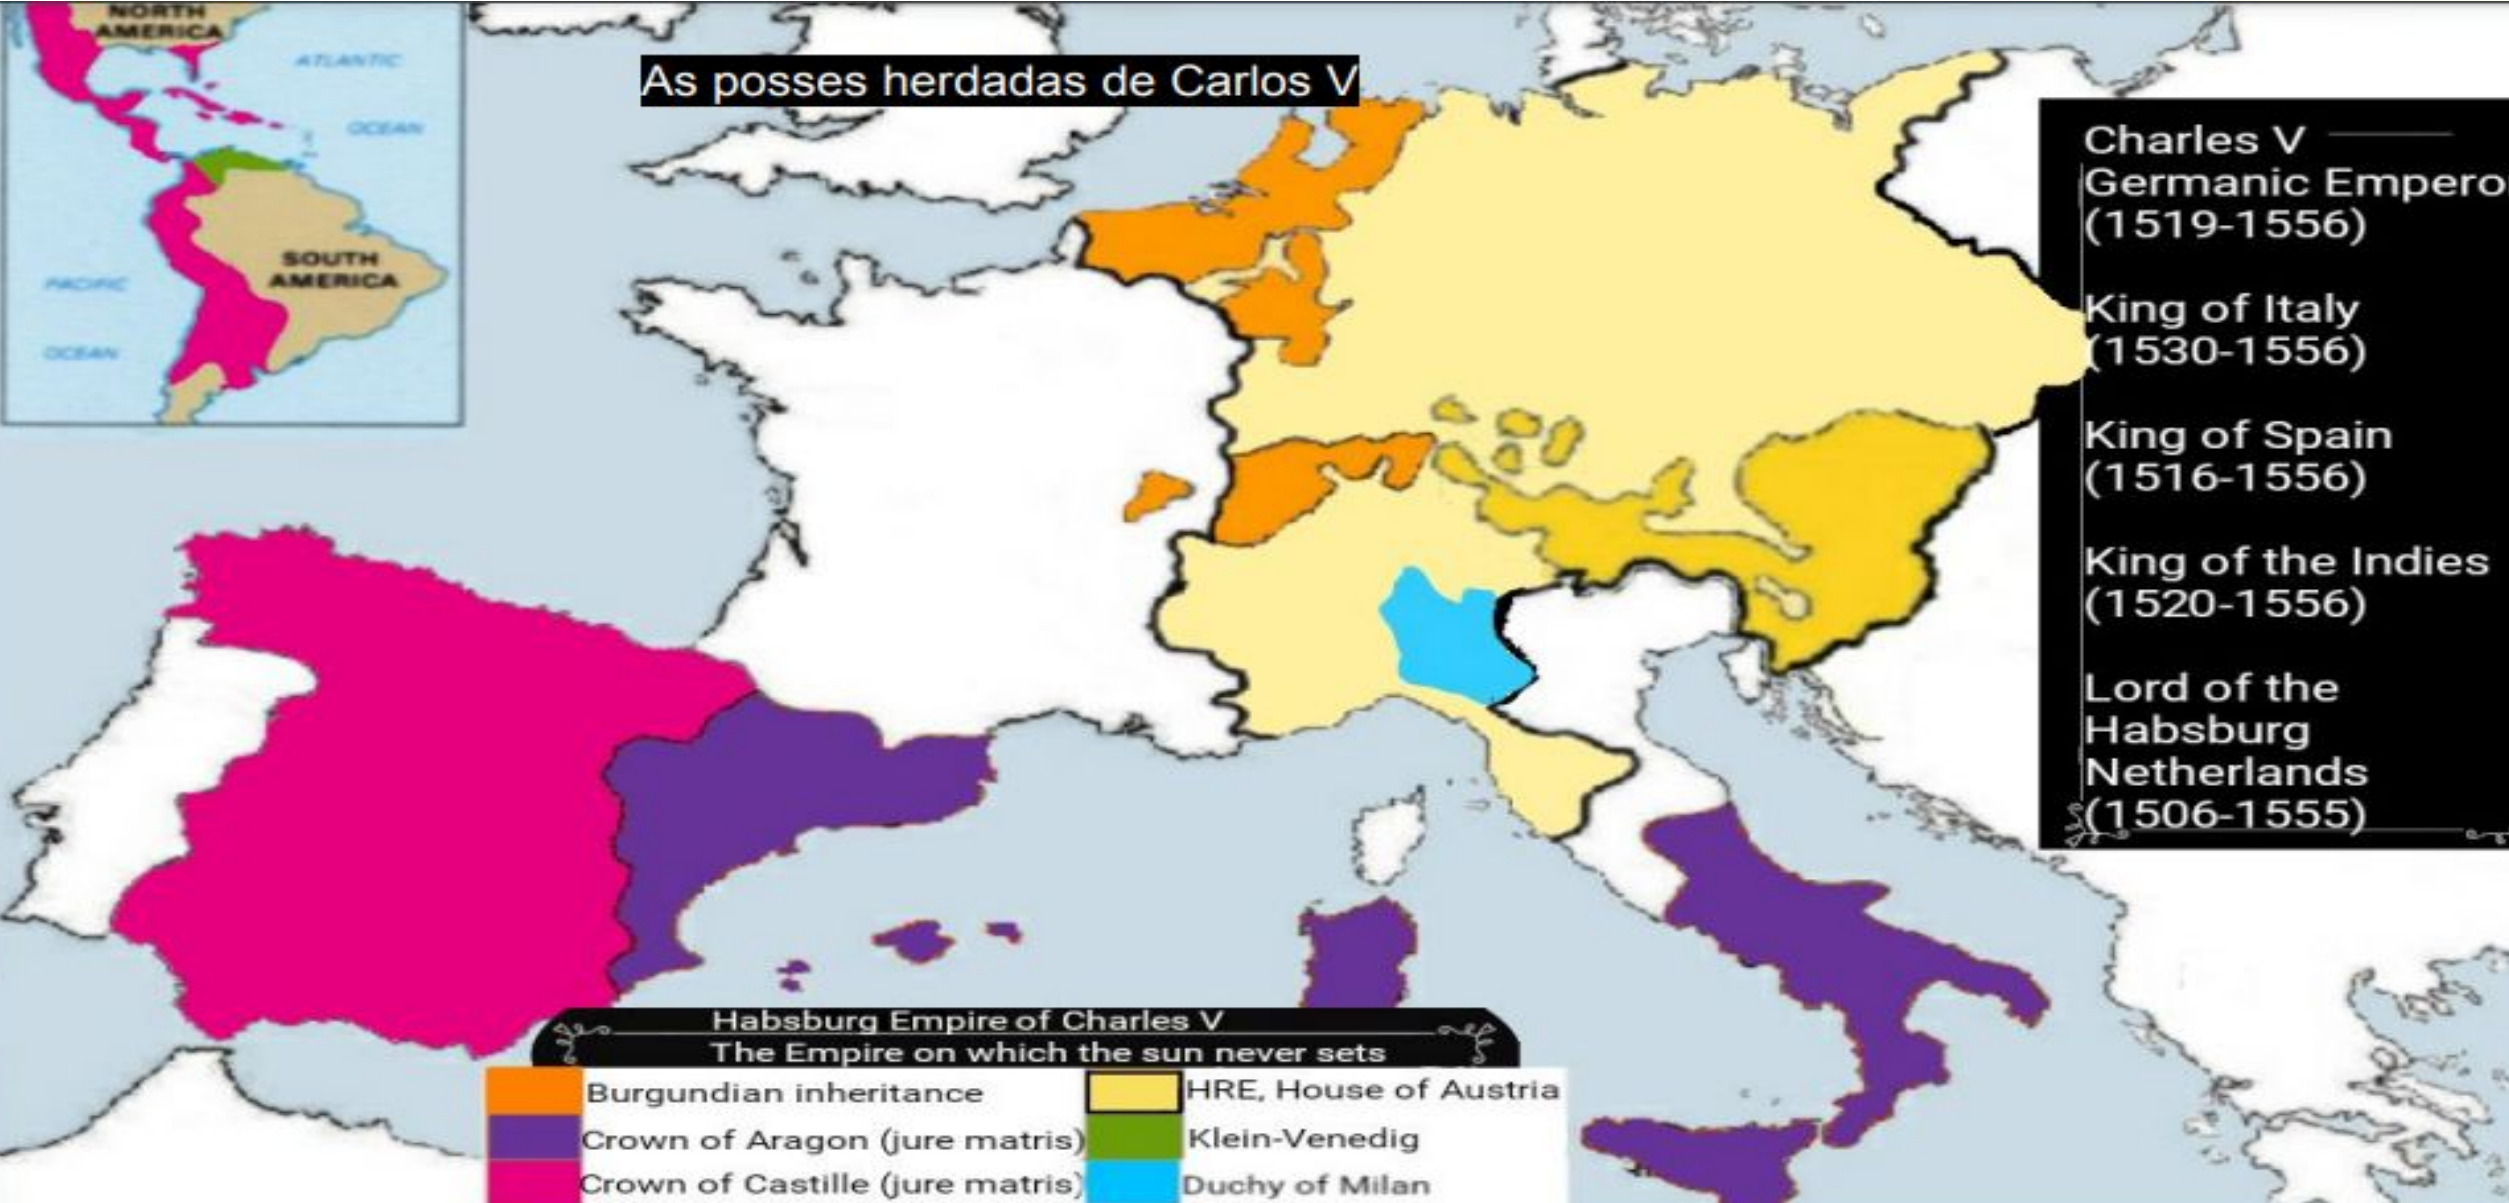 NORTH
AMERICA
ATLANTIC
OCEAN
SOUTH
AMERICA
PACIFIC
OCEAN
As posses herdadas de Carlos V
Charles V
Germanic Empero
(1519-1556)
King of Italy
(1530-1556)
King of Spain
(1516-1556)
King of the Indies
(1520-1556)
Lord of the
Habsburg
Netherlands
(1506-1555)
Habsburg Empire of Charles V
The Empire on which the sun never sets
Burgundian inheritance
HRE, House of Austria
Crown of Aragon (jure matris)
Klein-Venedig
Crown of Castille (jure matris)
Duchy of Milan